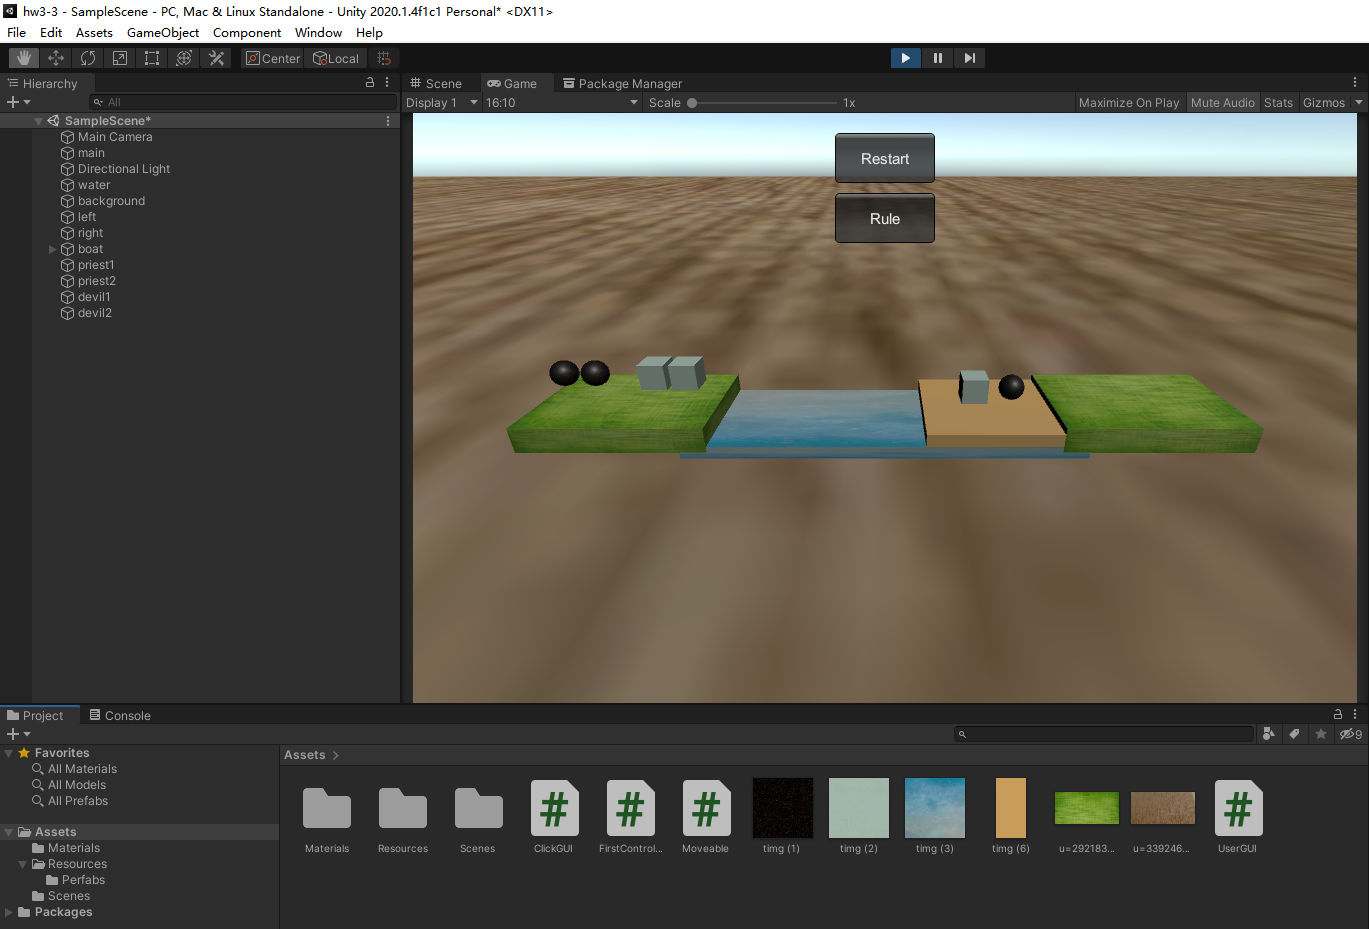 hw3-3 - SampleScene - PC, Mac & Linux Standalone - Unity 2020.1.4f1c1 Personal* <DX11>
File Edit Assets GameObject Component Window Help
Center Local
Hierarchy
All
SampleScene*
Main Camera
main
Directional Light
water
background
left
right
boat
priest1
priest2
devil1
devil2
Scene Game Package Manager
Display 1 16:10 Scale 1x Maximize On Play Mute Audio Stats Gizmos
Restart
Rule
Project Console
9
Favorites
All Materials
All Models
All Prefabs
Assets
Materials
Resources
Perfabs
Scenes
Packages
Assets
Materials Resources Scenes ClickGUI FirstControl... Moveable timg (1) timg (2) timg (3) timg (6) u=292183... u=339246... UserGUI